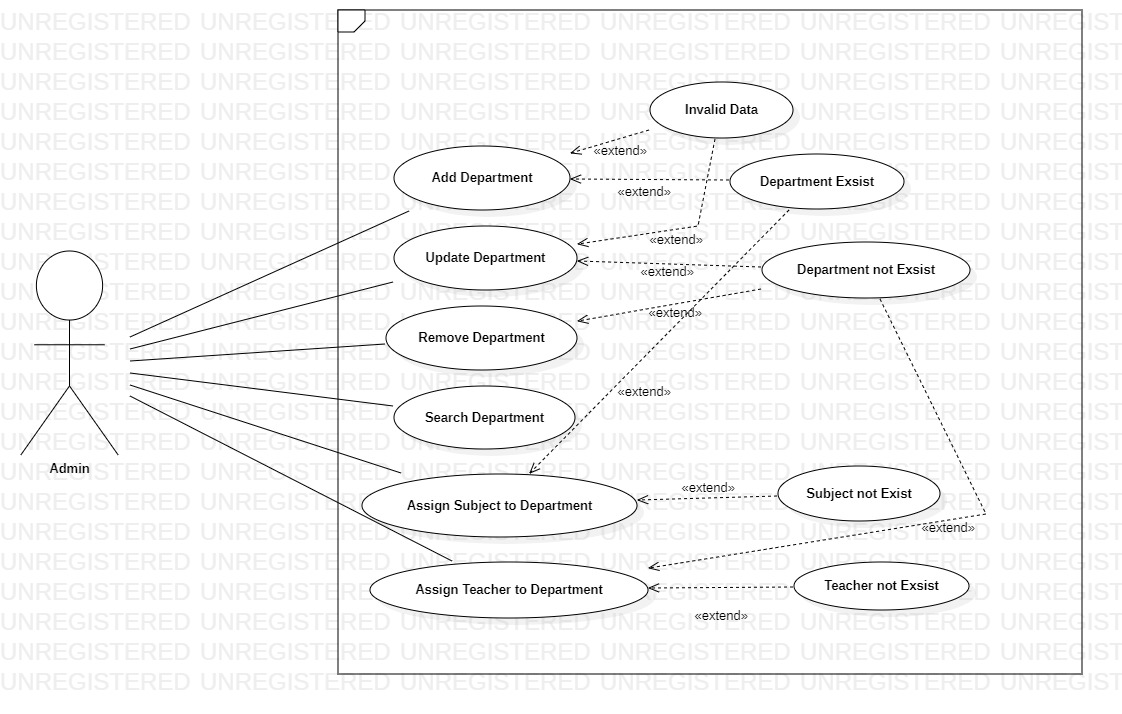 UNREGISTERED UNREGISTERED UNREGISTERED UNREGISTERED UNREGISTERED UNREGIST
Invalid Data
«extend»
Add Department
Department Exsist
«extend»
«extend»
Update Department
Department not Exsist
«extend»
«extend»
Remove Department
«extend»
Search Department
Admin
«extend»
Subject not Exist
Assign Subject to Department
«extend»
Assign Teacher to Department
Teacher not Exsist
«extend»